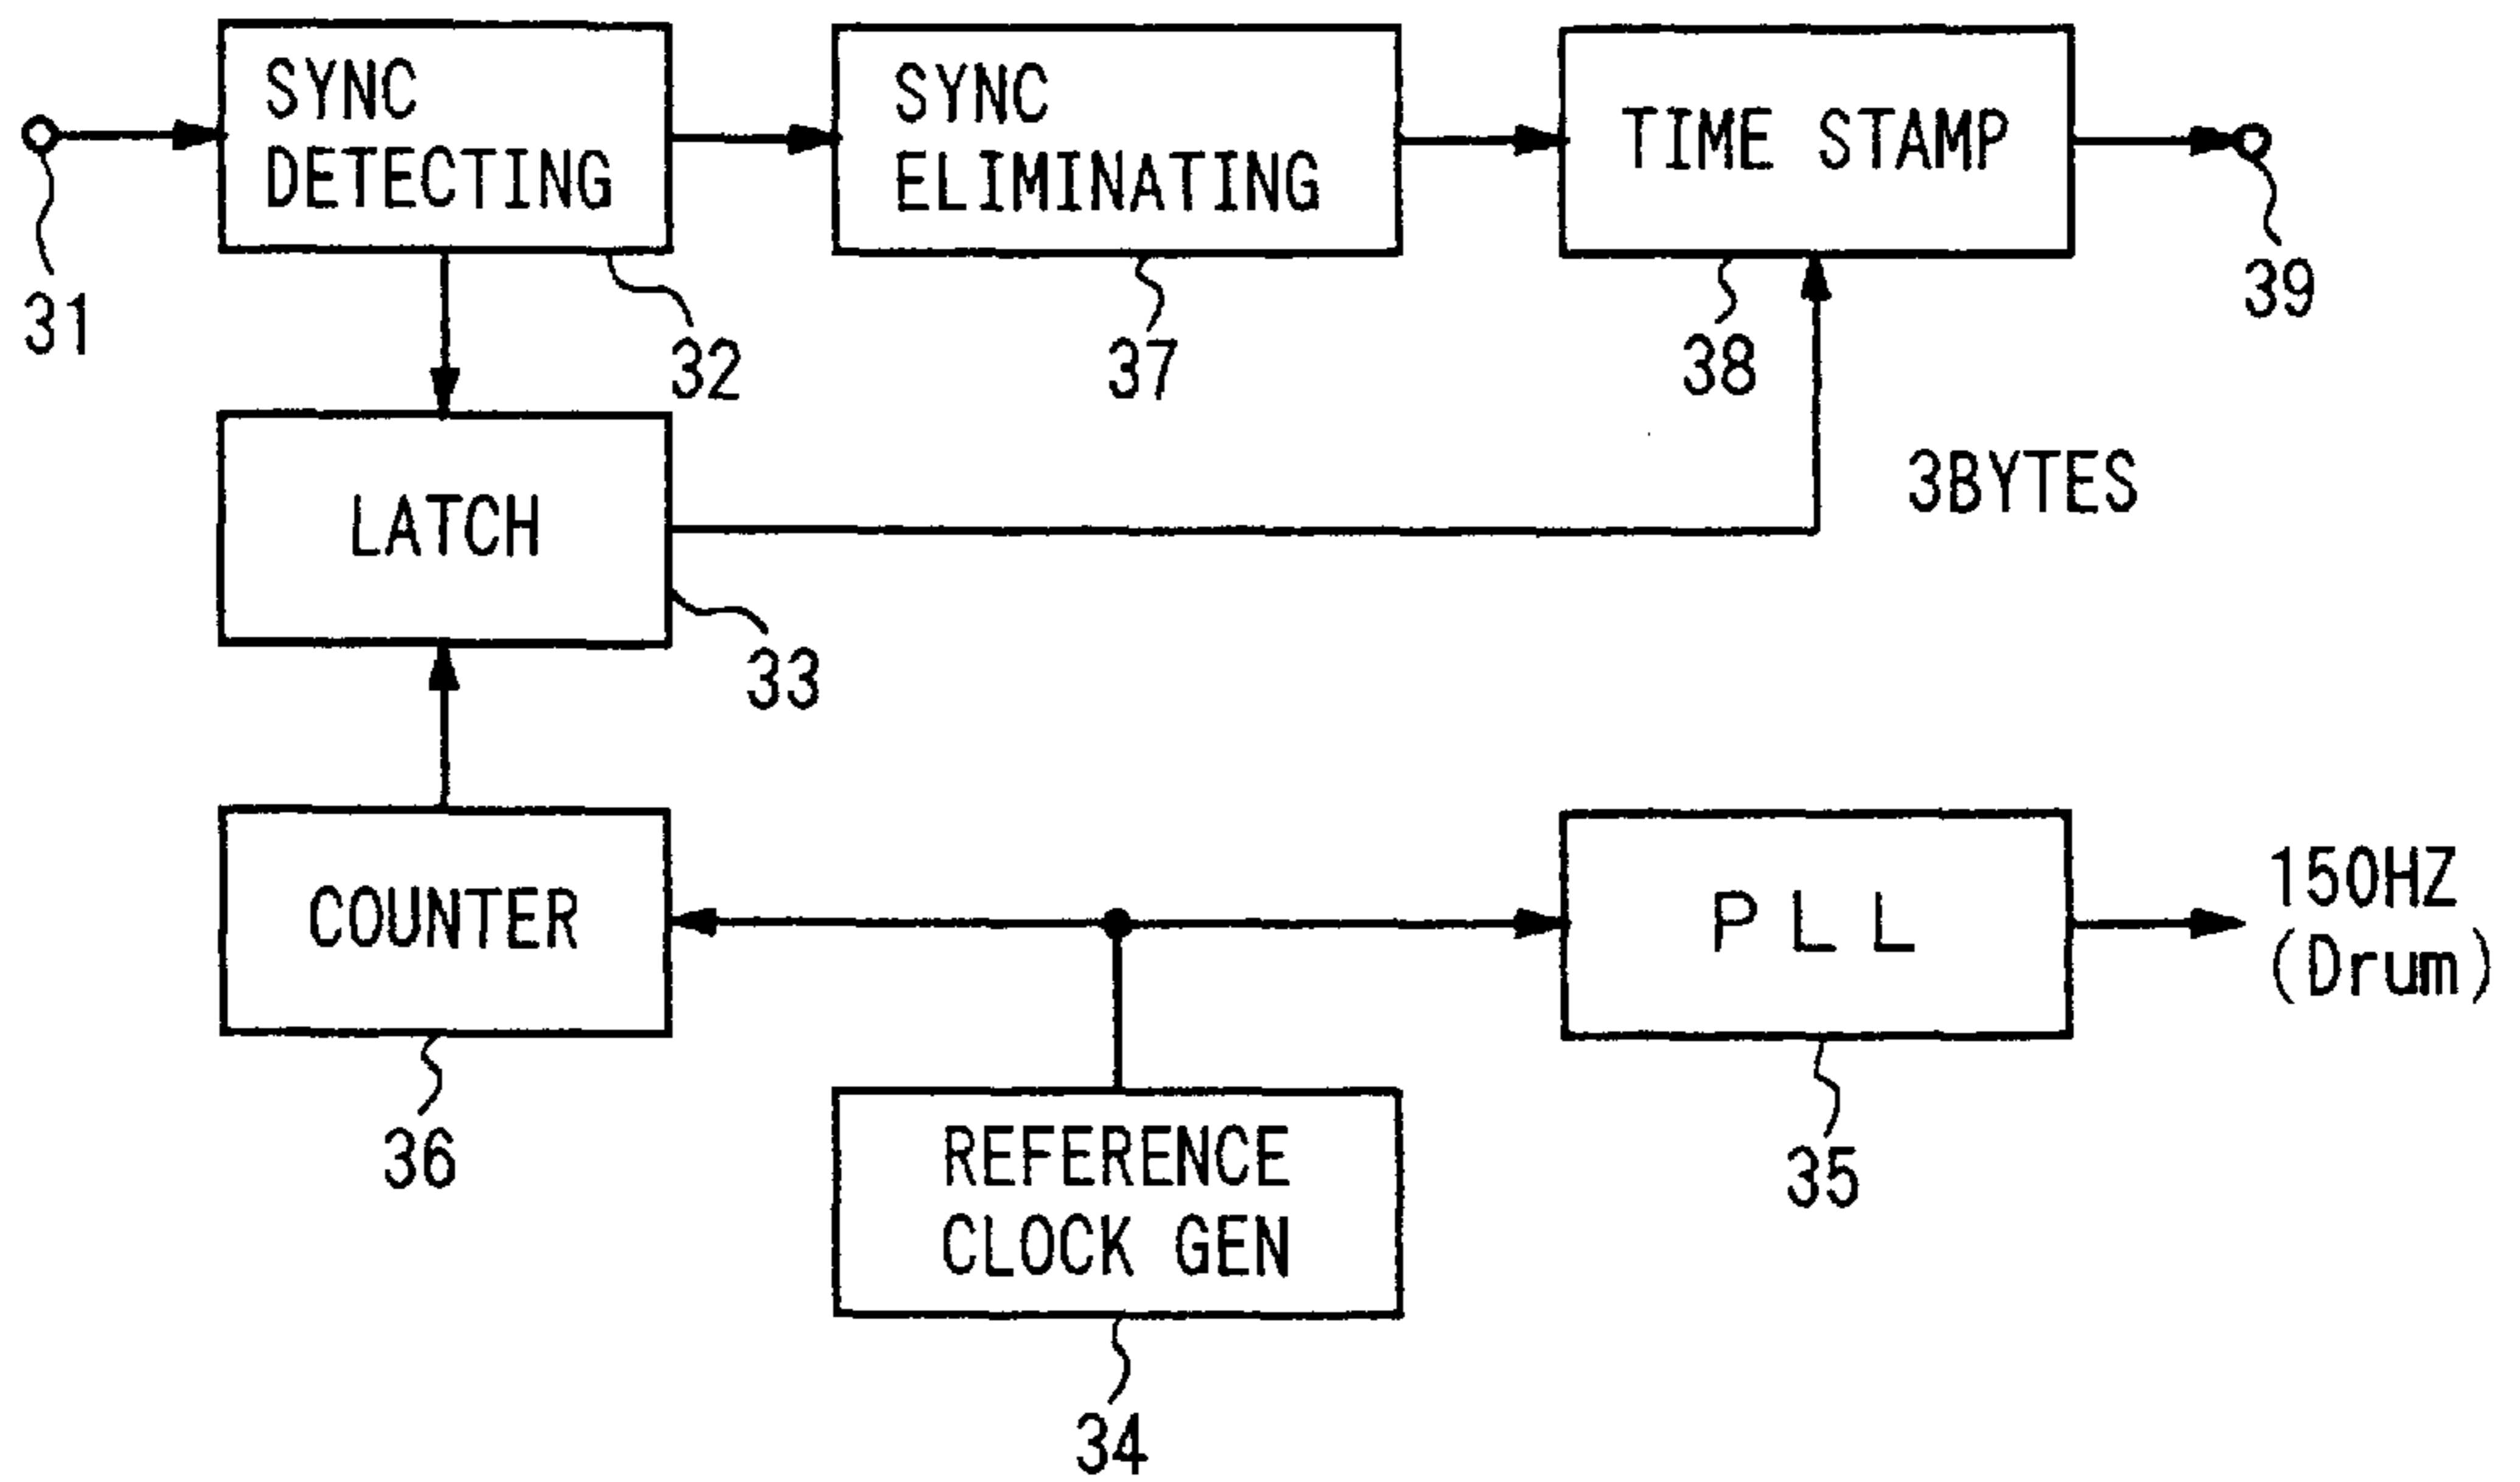 SYNC
DETECTING
SYNC
ELIMINATING
TIME STAMP
31
32
37
38
39
LATCH
3BYTES
33
COUNTER
PLL
150HZ
(Drum)
36
REFERENCE
CLOCK GEN
35
34